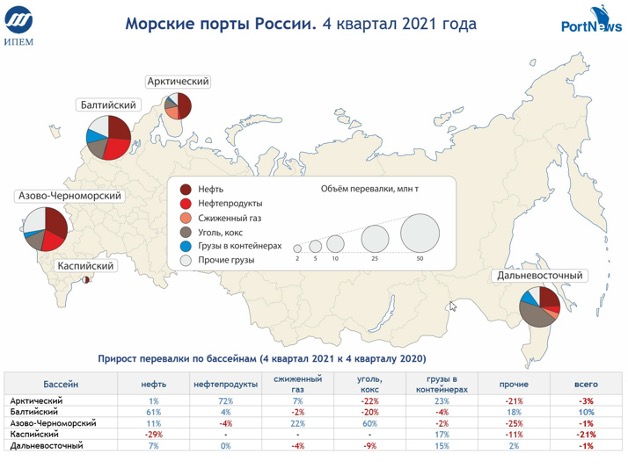 ИПЕМ
Морские порты России. 4 квартал 2021 года
PortNews
Арктический
Балтийский
Азово-Черноморский
Каспийский
Дальневосточный
Нефть
Нефтепродукты
Сжиженный газ
Уголь, кокс
Грузы в контейнерах
Прочие грузы
Объём перевалки, млн т
2 5 10 25 50
Прирост перевалки по бассейнам (4 квартал 2021 к 4 кварталу 2020)
Бассейн нефть нефтепродукты сжиженный газ уголь, кокс грузы в контейнерах прочие всего
Арктический 1% 72% 7% -22% 23% -21% -3%
Балтийский 61% 4% -2% -20% -4% 18% 10%
Азово-Черноморский 11% -4% 22% 60% -2% -25% -1%
Каспийский -29% - - - 17% -11% -21%
Дальневосточный 7% 0% -4% -9% 15% 2% -1%